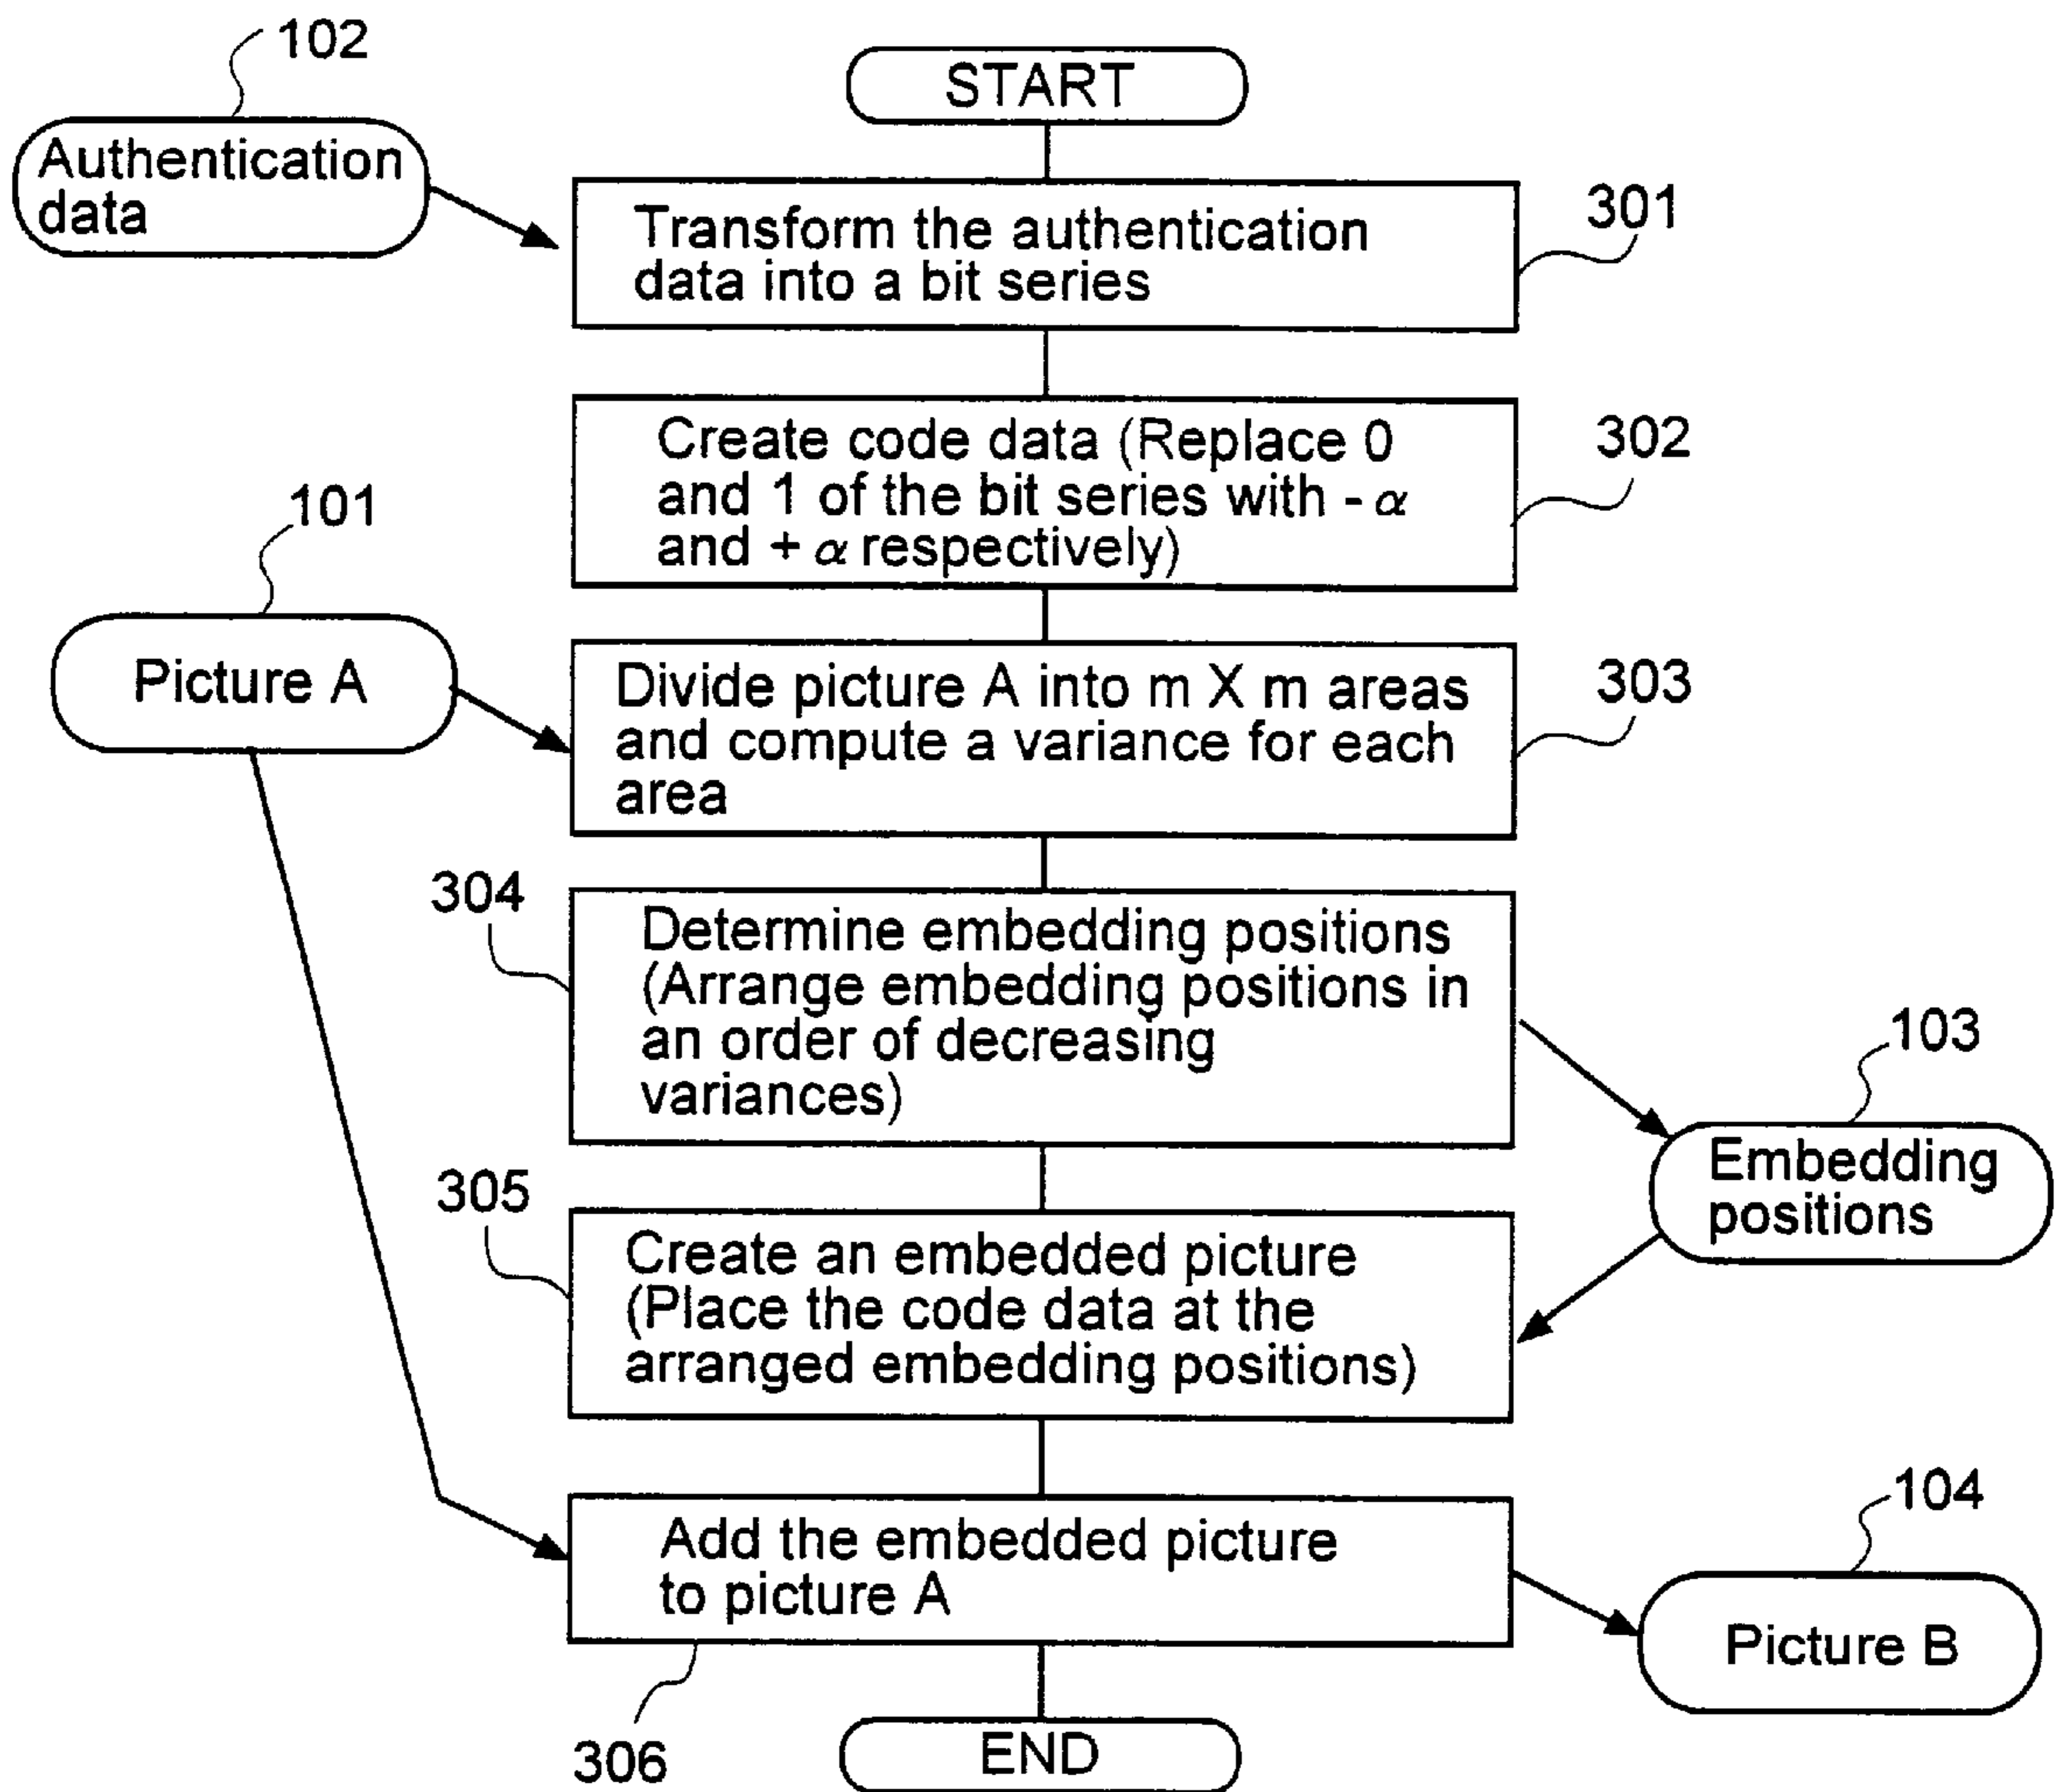 102
START
Authentication
data
301
Transform the authentication
data into a bit series
302
Create code data (Replace 0
and 1 of the bit series with - α
and + α respectively)
101
Picture A
303
Divide picture A into m X m areas
and compute a variance for each
area
304
Determine embedding positions
(Arrange embedding positions in
an order of decreasing
variances)
103
Embedding
positions
305
Create an embedded picture
(Place the code data at the
arranged embedding positions)
104
Add the embedded picture
to picture A
Picture B
306
END